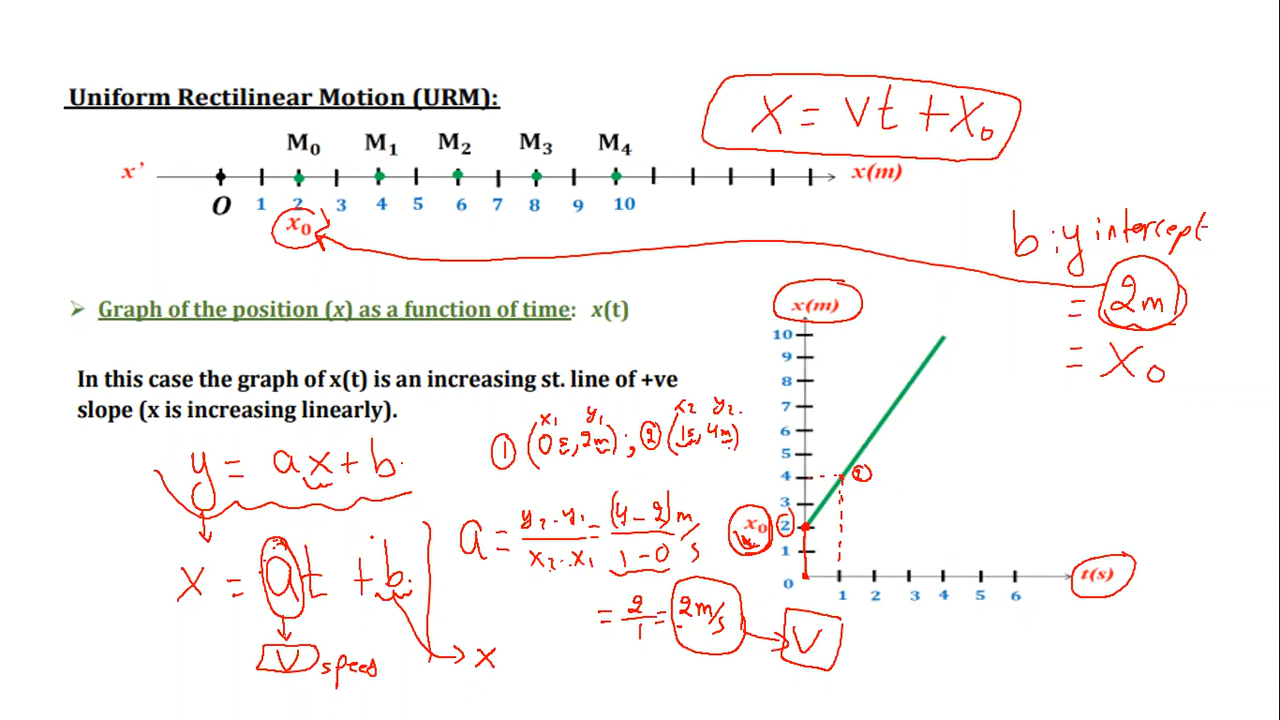 Uniform Rectilinear Motion (URM):
X = Vt + X₀
M₀ M₁ M₂ M₃ M₄
x' x(m)
O 1 2 3 4 5 6 7 8 9 10
x₀
b : y intercept
= 2m
= X₀
➢ Graph of the position (x) as a function of time: x(t)
In this case the graph of x(t) is an increasing st. line of +ve
slope (x is increasing linearly).
y = ax + b
x = at + b
V speed
X
x₁ y₁ x₂ y₂
① (0s, 2m) ; ② (1s, 4m)
a = y₂ - y₁ / x₂ - x₁ = (4 - 2)m / 1 - 0 / s
= 2/1 = 2m/s
V
x(m)
10
9
8
7
6
5
4
3
x₀ 2
1
0
②
1 2 3 4 5 6
t(s)